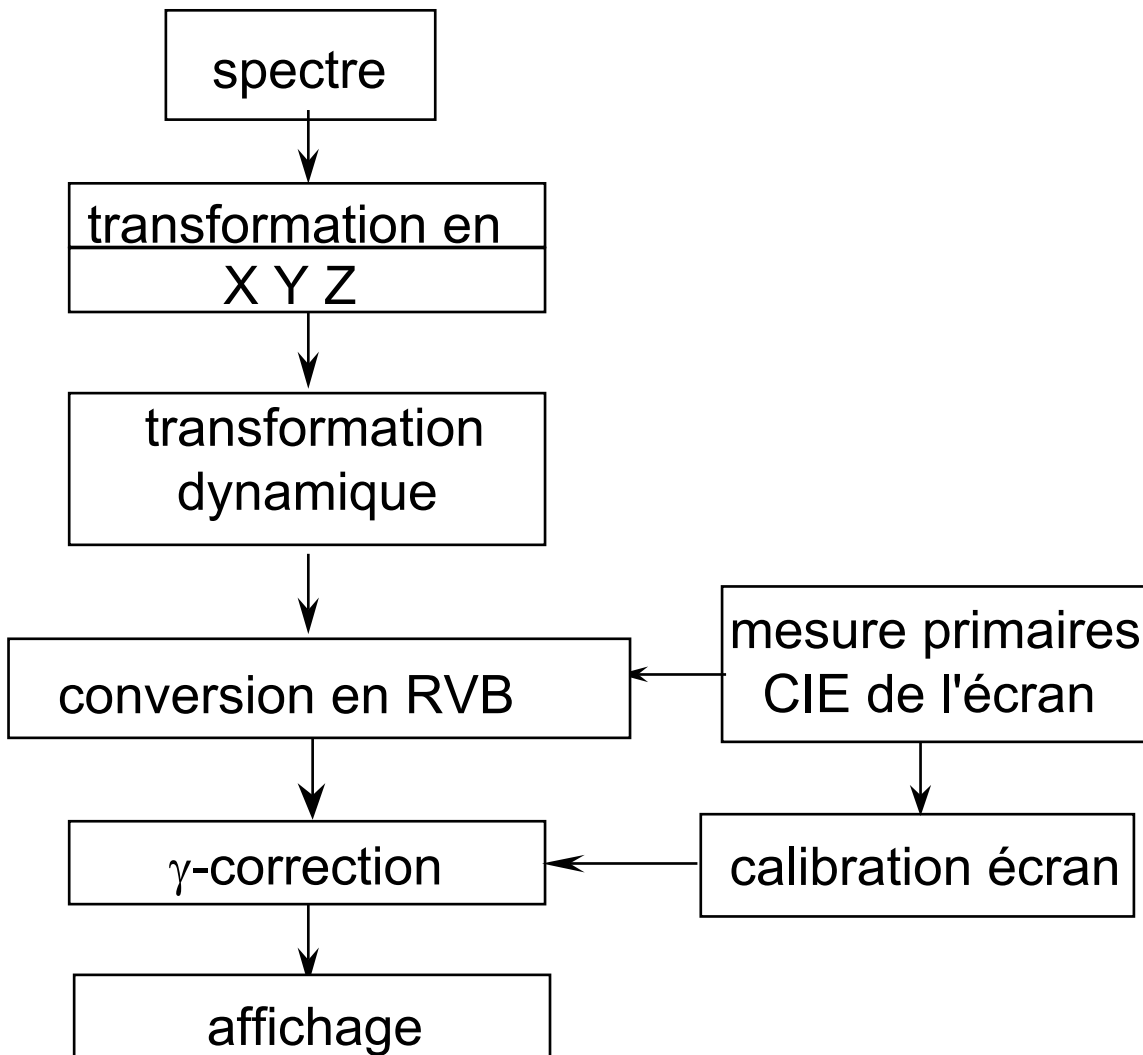 spectre
transformation en
X Y Z
transformation
dynamique
conversion en RVB
mesure primaires
CIE de l'écran
γ-correction
calibration écran
affichage